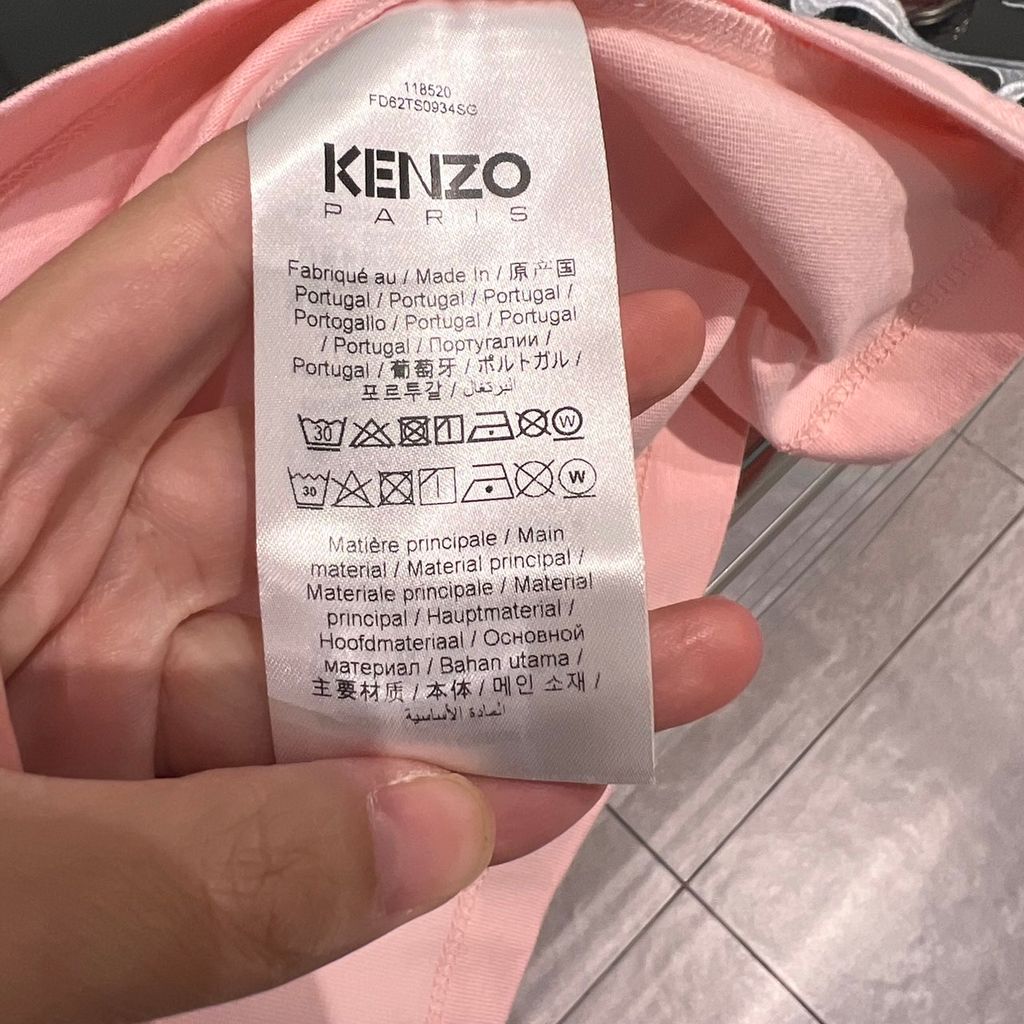 118520
FD62TS0934SG
KENZO
PARIS
Fabriqué au / Made In / 原产国
Portugal / Portugal / Portugal /
Portogallo / Portugal / Portugal
/ Portugal / Португалии /
Portugal / 葡萄牙 / ポルトガル /
포르투갈 / البرتغال
30 W
30 W
Matière principale / Main
material / Material principal /
Materiale principale / Material
principal / Hauptmaterial /
Hoofdmateriaal / Основной
материал / Bahan utama /
主要材质 / 本体 / 메인 소재 /
المادة الأساسية